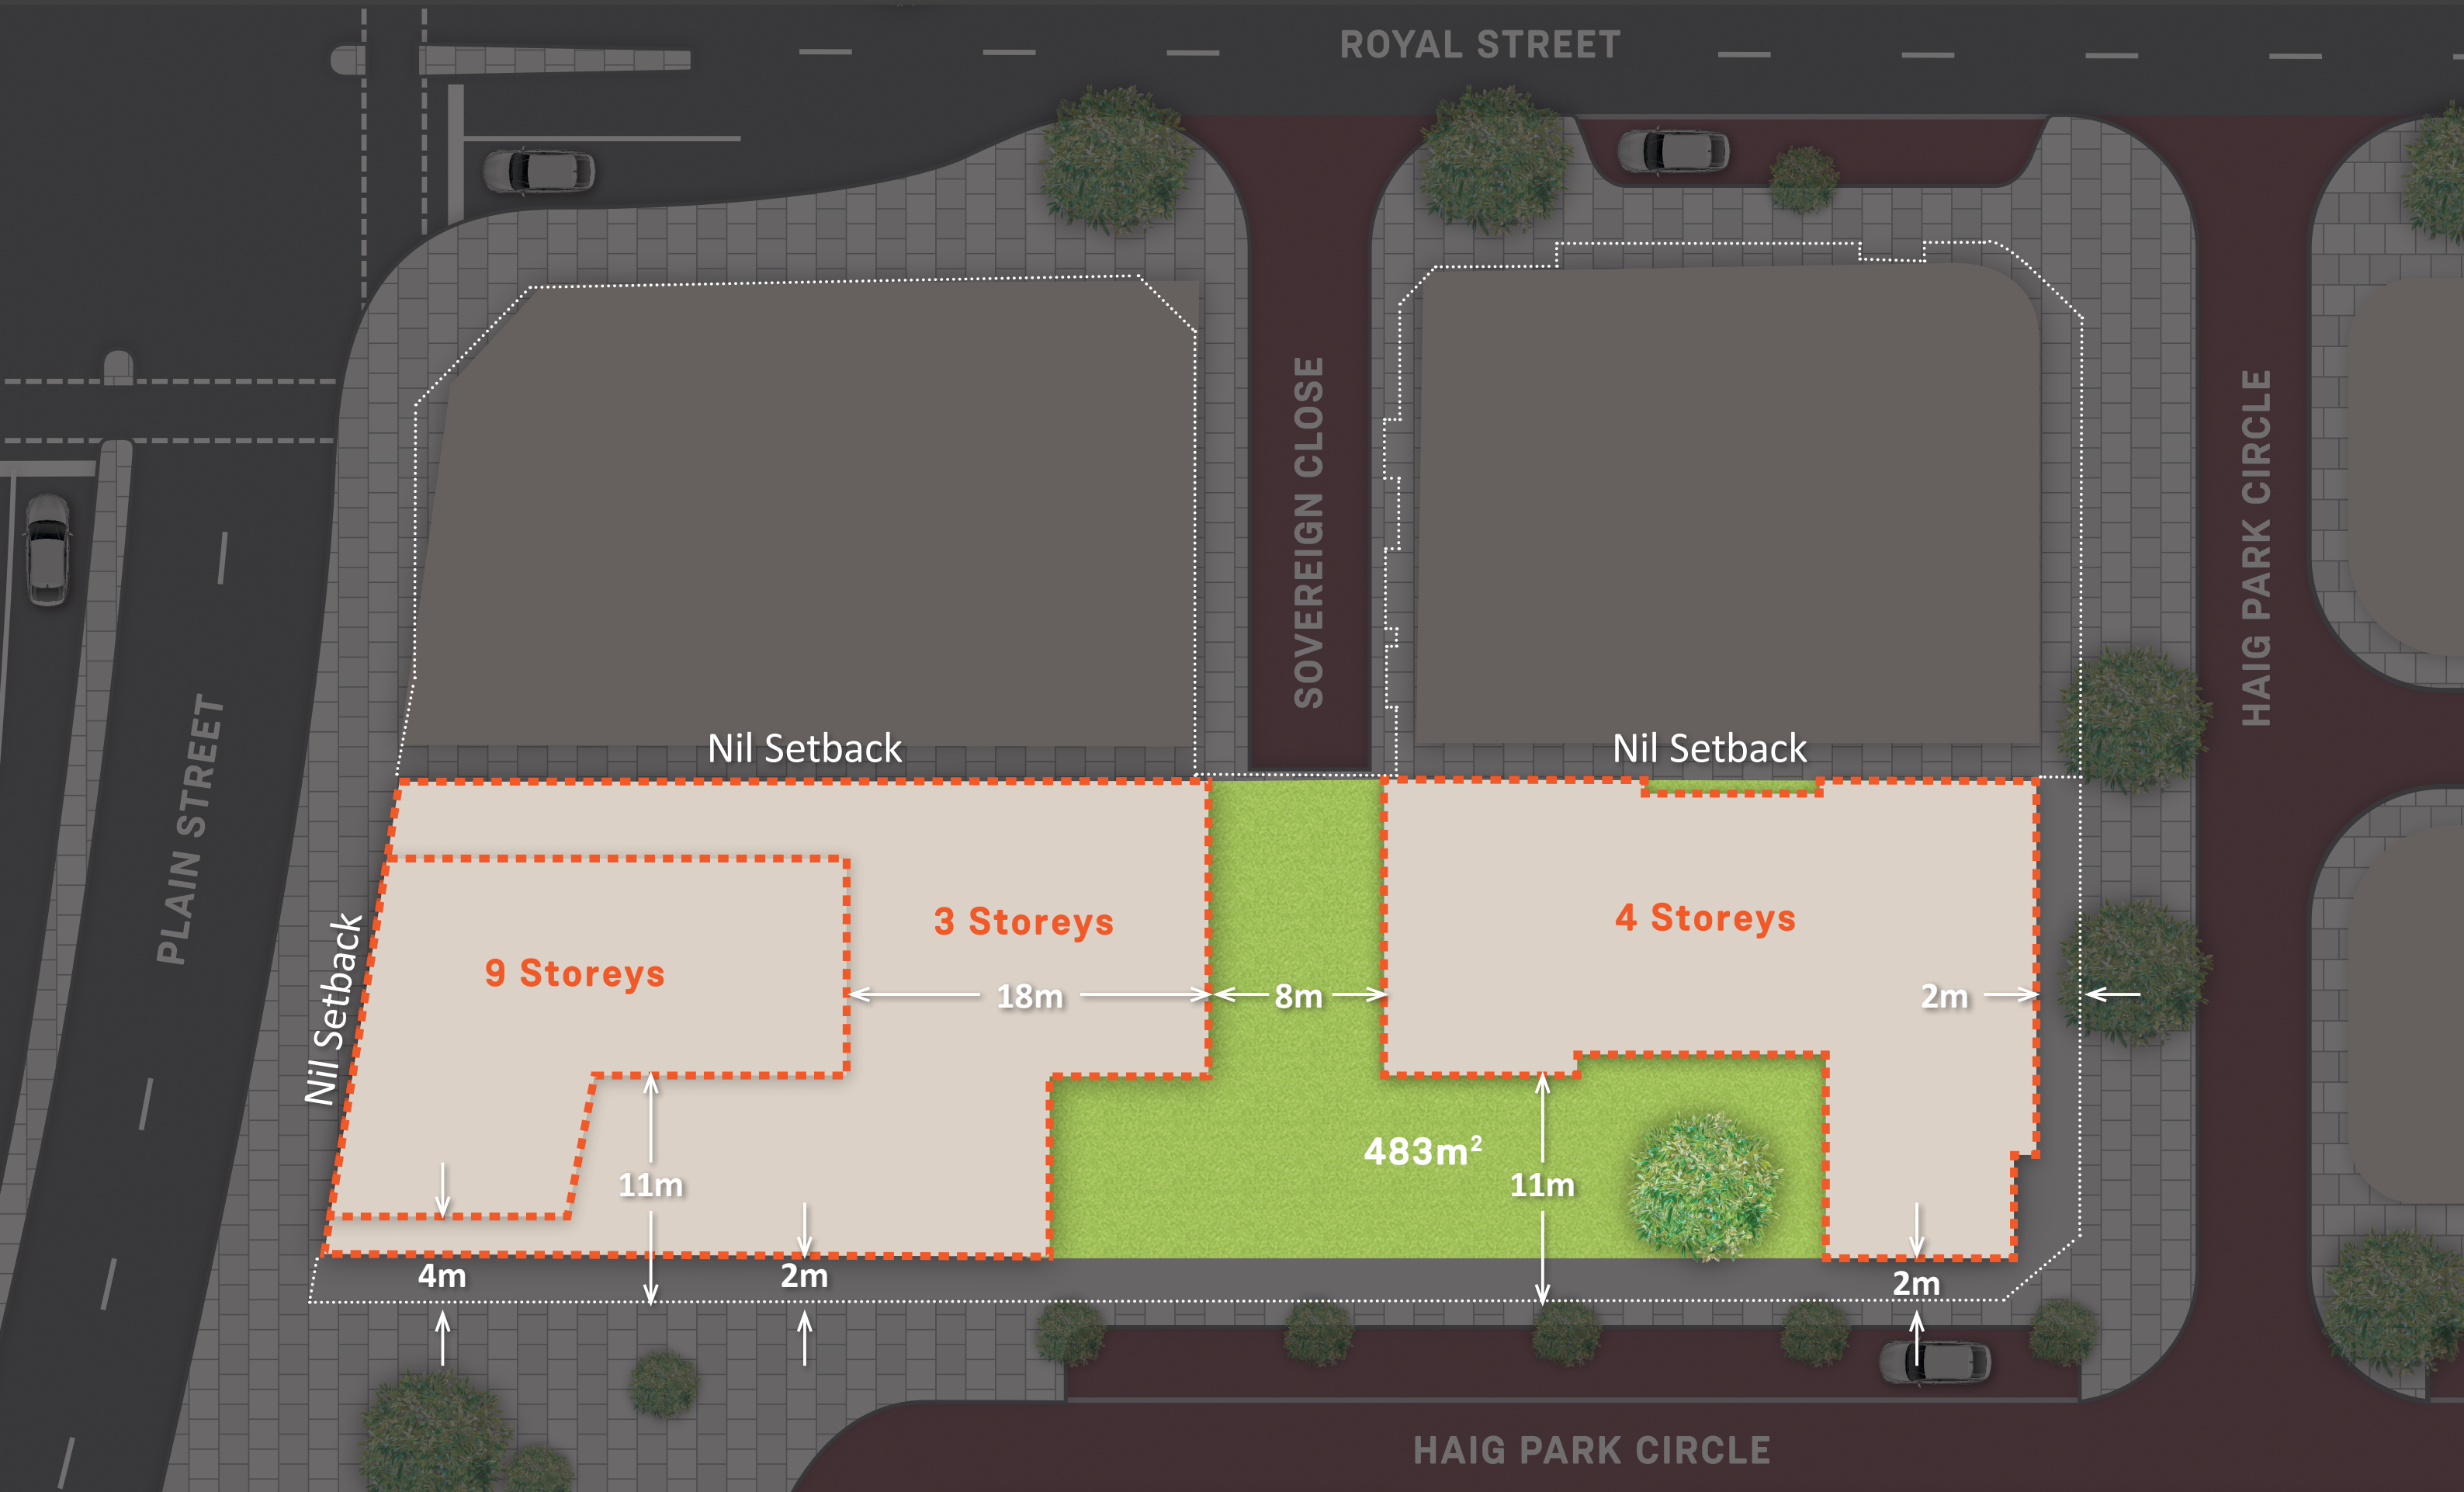 ROYAL STREET
SOVEREIGN CLOSE
HAIG PARK CIRCLE
PLAIN STREET
Nil Setback
Nil Setback
Nil Setback
3 Storeys
4 Storeys
9 Storeys
18m
8m
2m
483m²
11m
11m
4m
2m
2m
HAIG PARK CIRCLE